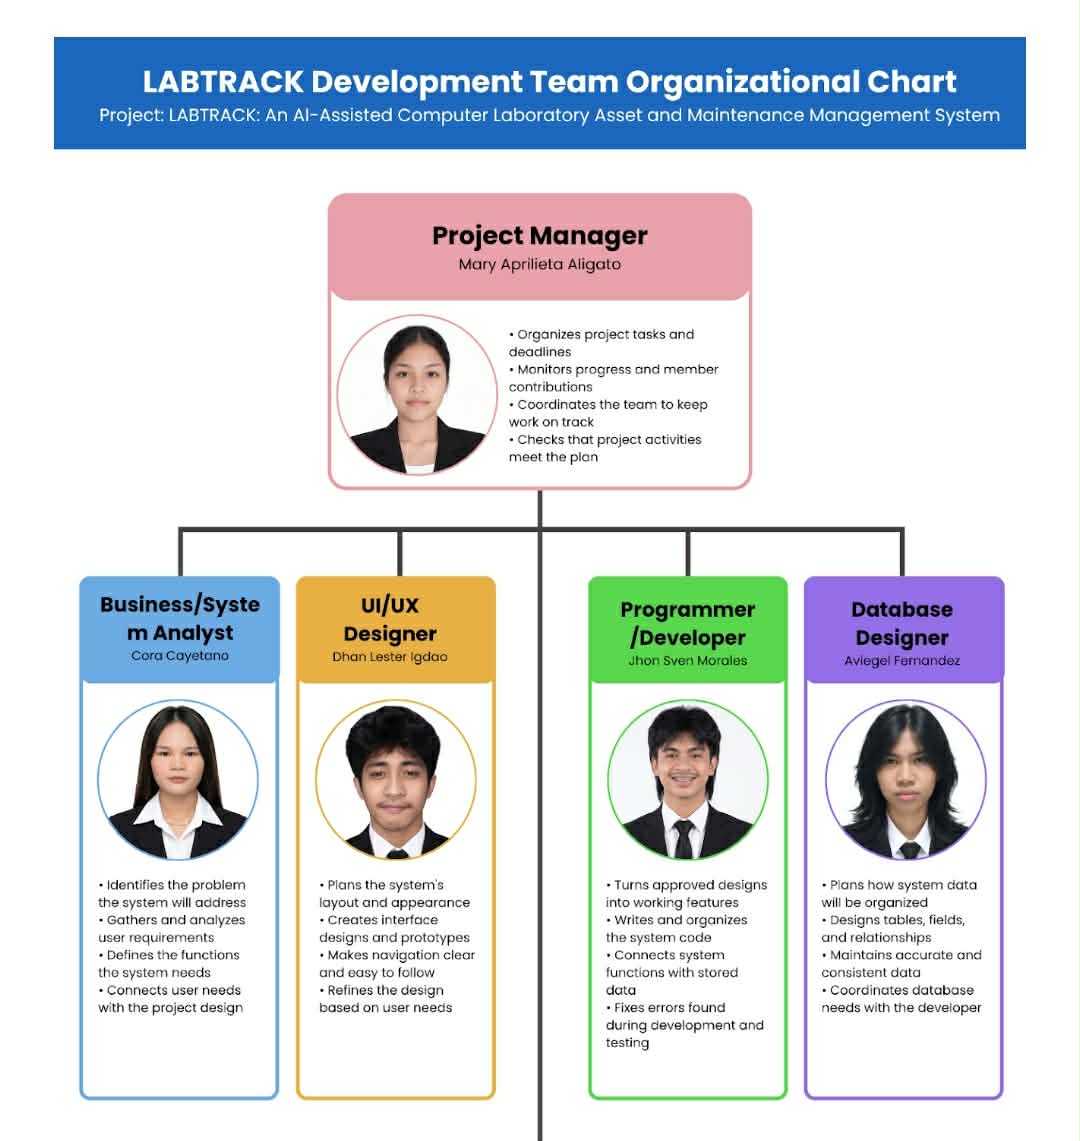 LABTRACK Development Team Organizational Chart
Project: LABTRACK: An AI-Assisted Computer Laboratory Asset and Maintenance Management System
Project Manager
Mary Aprilieta Aligato
• Organizes project tasks and
deadlines
• Monitors progress and member
contributions
• Coordinates the team to keep
work on track
• Checks that project activities
meet the plan
Business/Syste
m Analyst
Cora Cayetano
• Identifies the problem
the system will address
• Gathers and analyzes
user requirements
• Defines the functions
the system needs
• Connects user needs
with the project design
UI/UX
Designer
Dhan Lester Igdao
• Plans the system's
layout and appearance
• Creates interface
designs and prototypes
• Makes navigation clear
and easy to follow
• Refines the design
based on user needs
Programmer
/Developer
Jhon Sven Morales
• Turns approved designs
into working features
• Writes and organizes
the system code
• Connects system
functions with stored
data
• Fixes errors found
during development and
testing
Database
Designer
Aviegel Fernandez
• Plans how system data
will be organized
• Designs tables, fields,
and relationships
• Maintains accurate and
consistent data
• Coordinates database
needs with the developer